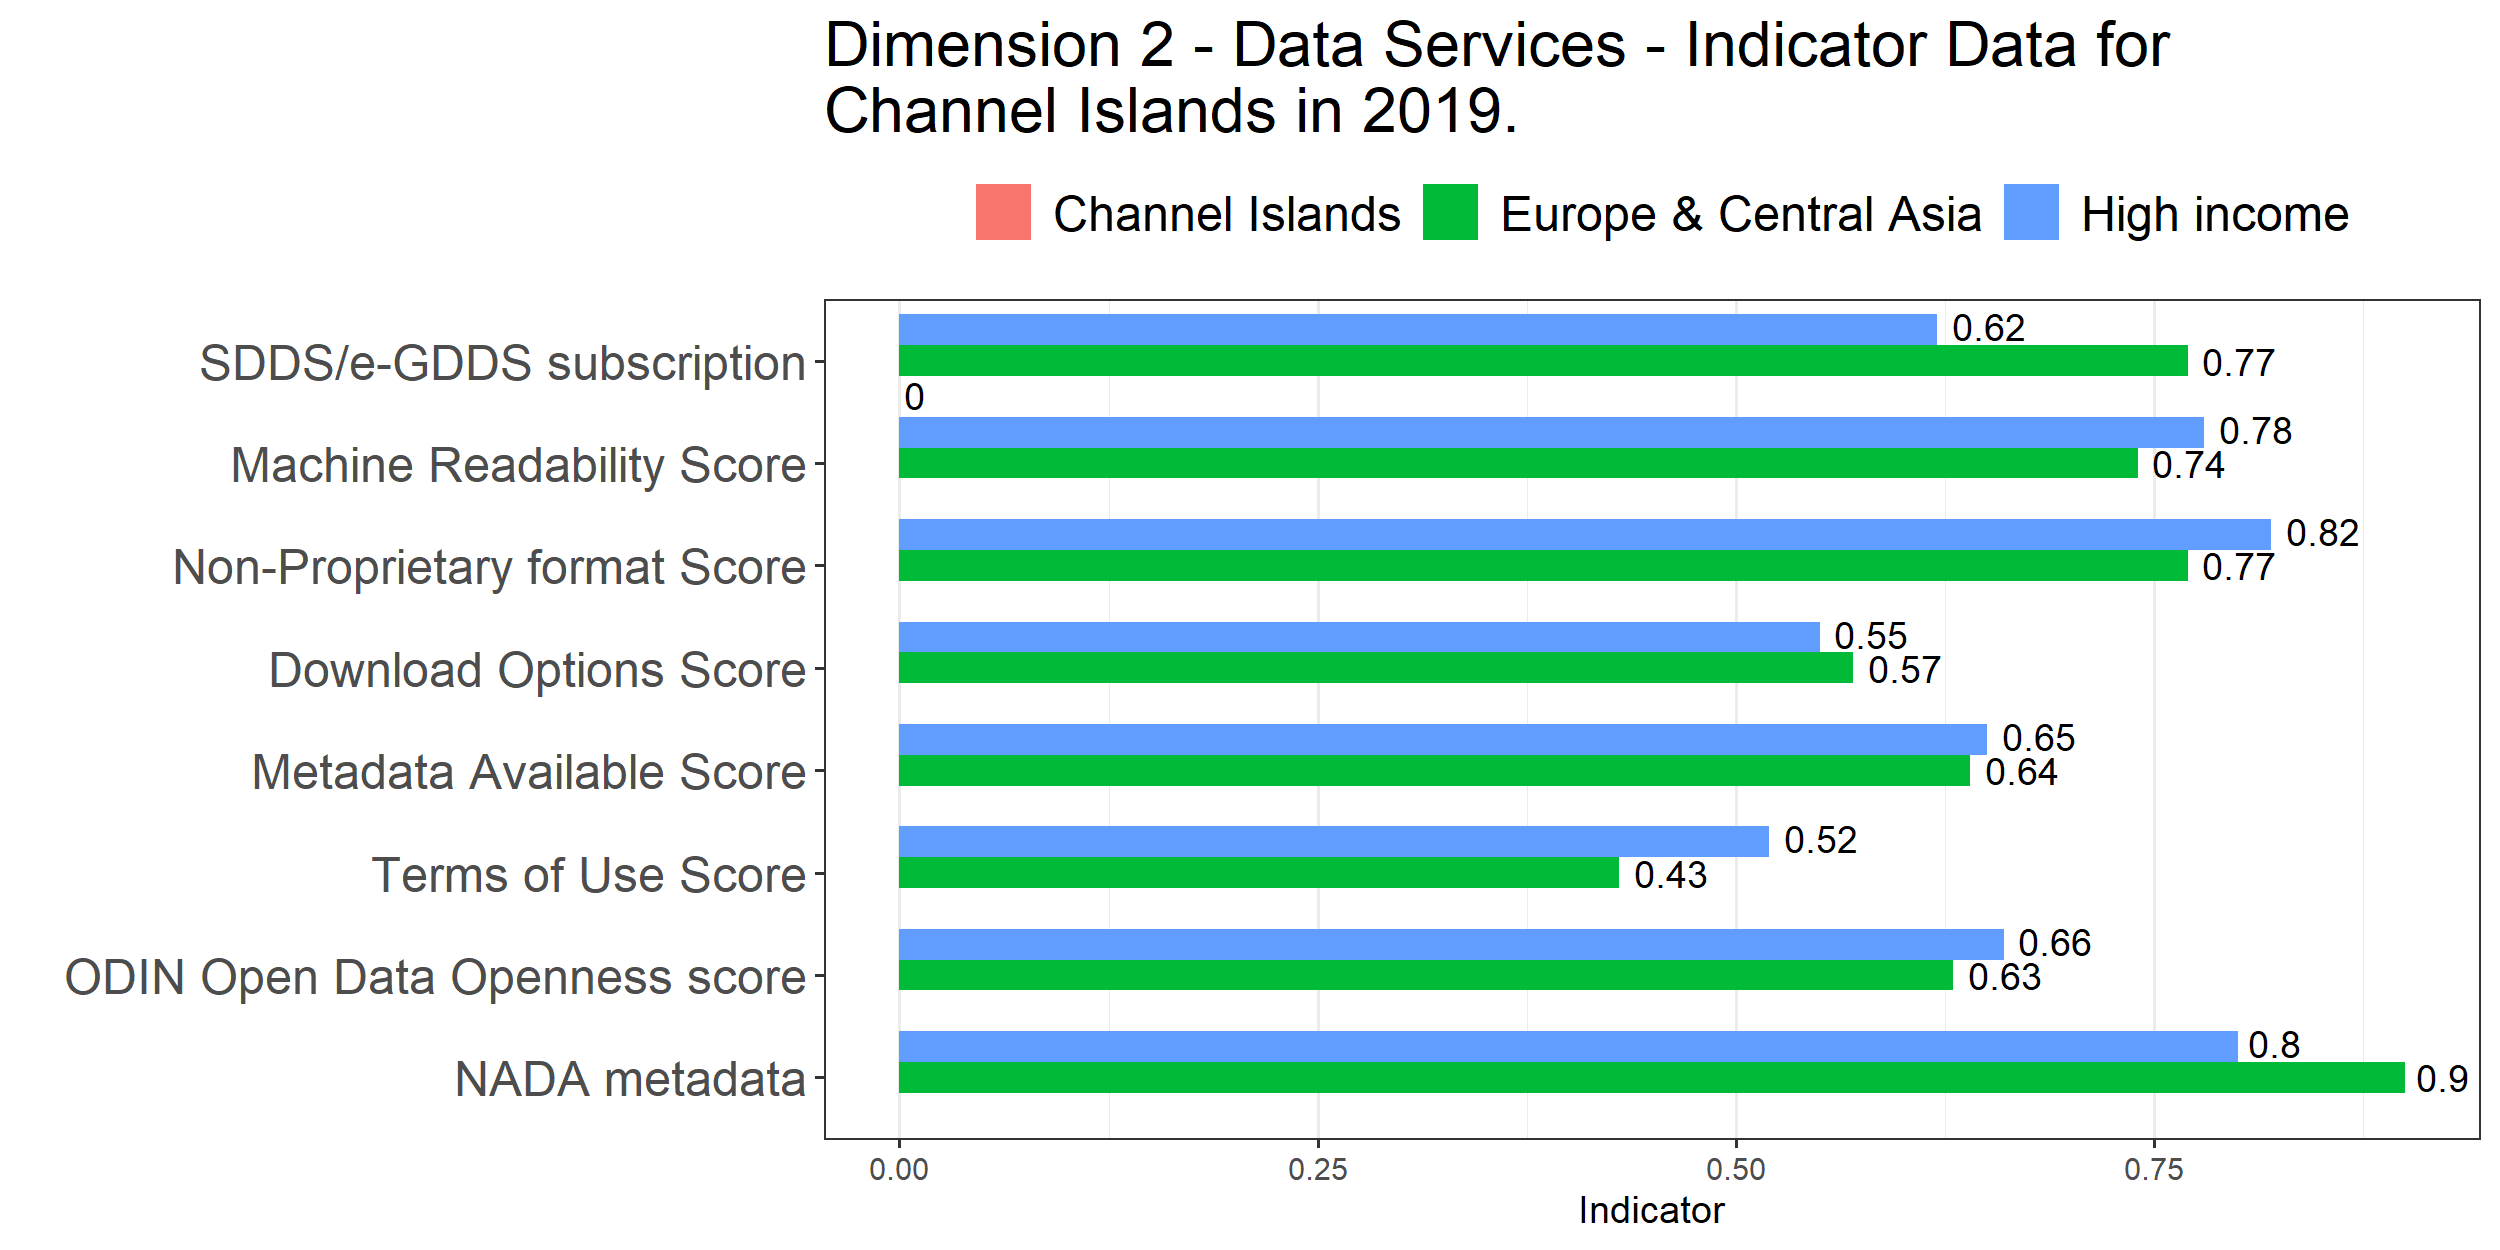 Dimension 2 - Data Services - Indicator Data for
Channel Islands in 2019.
Channel Islands Europe & Central Asia High income
SDDS/e-GDDS subscription
0.62
0.77
0
Machine Readability Score
0.78
0.74
Non-Proprietary format Score
0.82
0.77
Download Options Score
0.55
0.57
Metadata Available Score
0.65
0.64
Terms of Use Score
0.52
0.43
ODIN Open Data Openness score
0.66
0.63
NADA metadata
0.8
0.9
0.00 0.25 0.50 0.75
Indicator